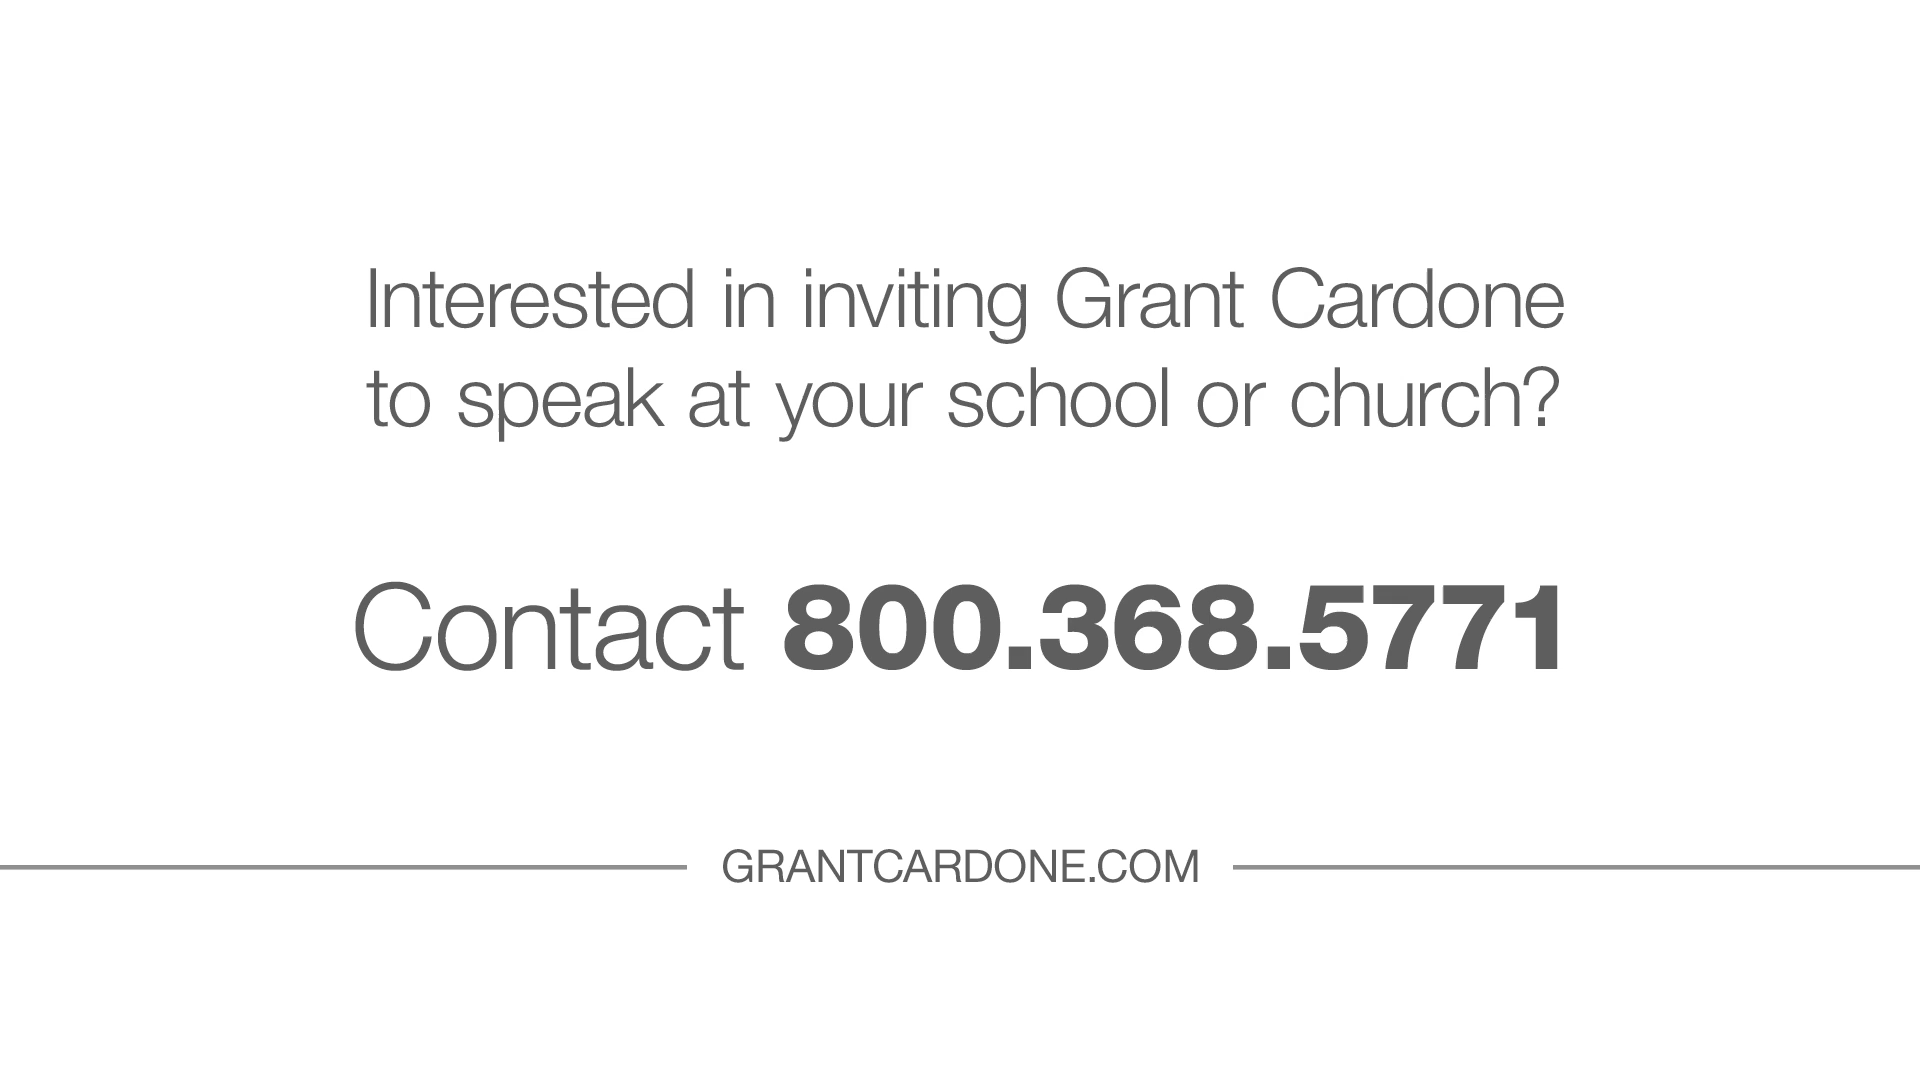 Interested in inviting Grant Cardone
to speak at your school or church?
Contact 800.368.5771
GRANTCARDONE.COM